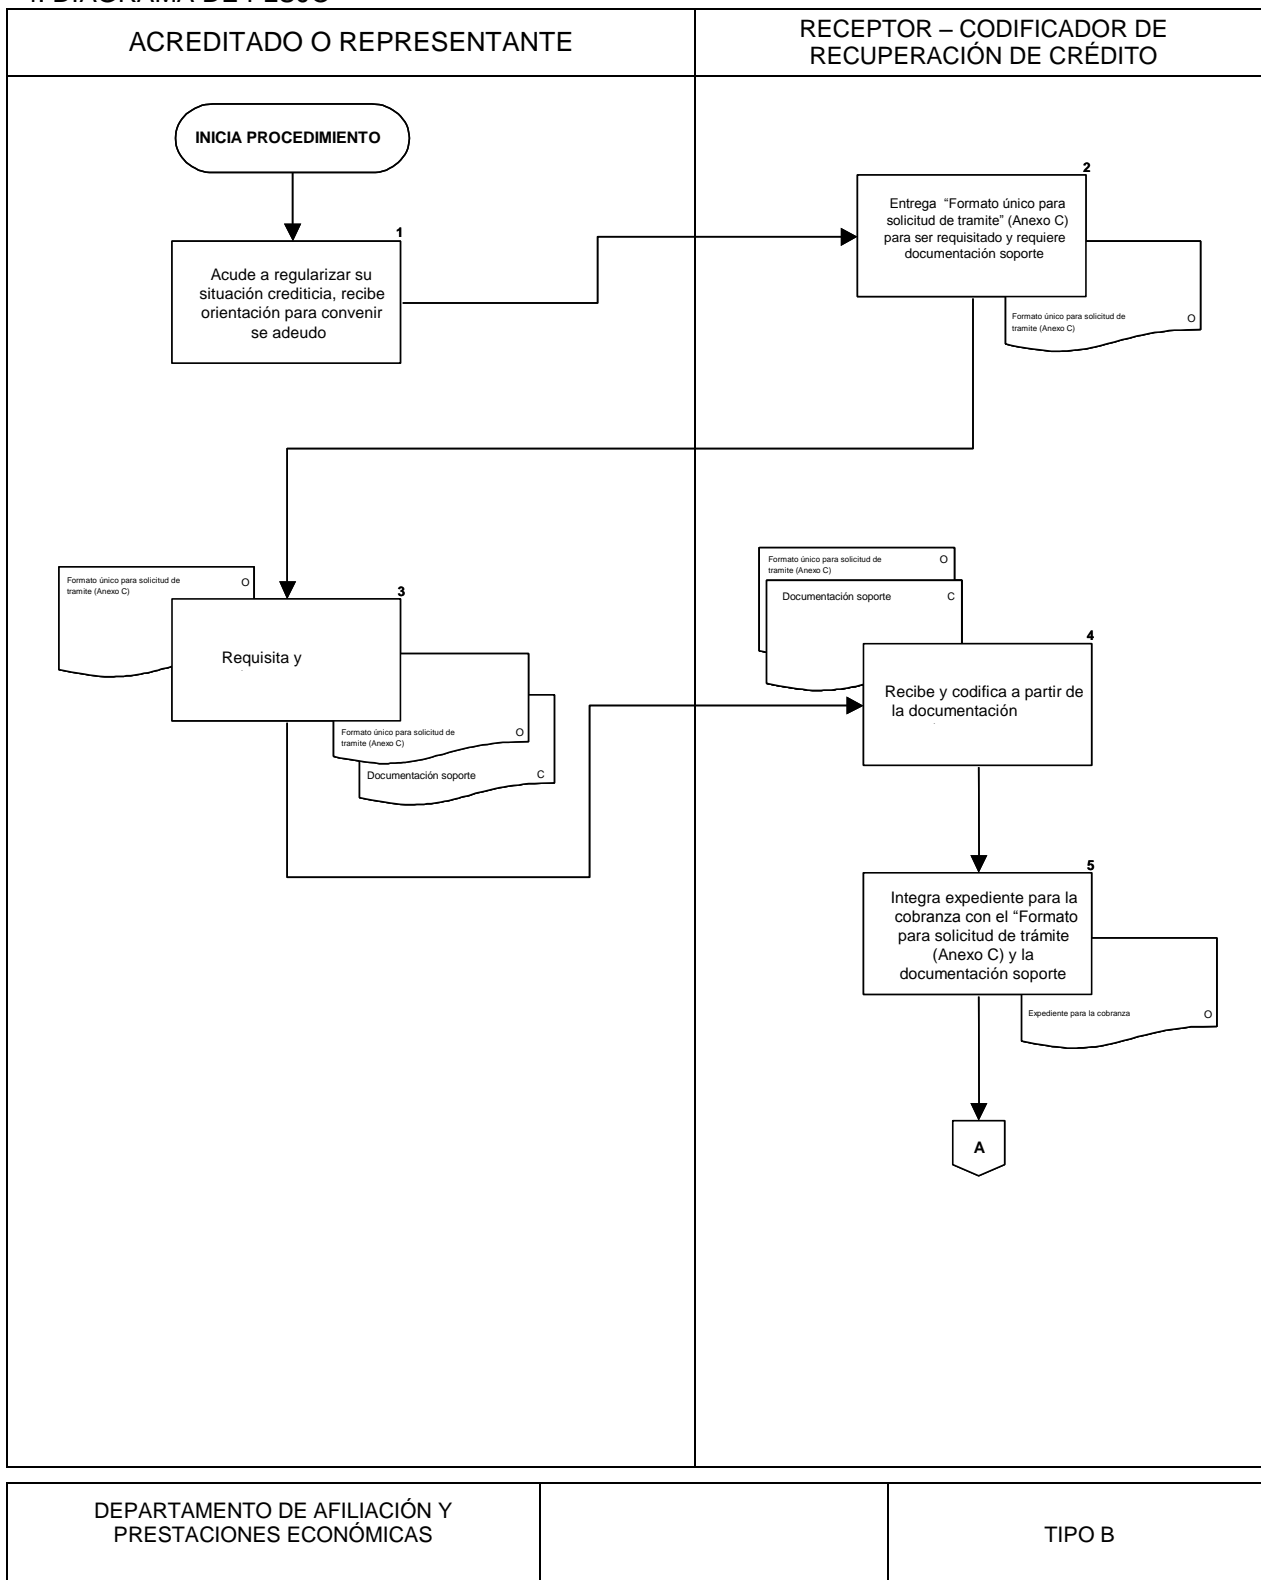 ACREDITADO O REPRESENTANTE
RECEPTOR – CODIFICADOR DE
RECUPERACIÓN DE CRÉDITO
INICIA PROCEDIMIENTO
1
Acude a regularizar su
situación crediticia, recibe
orientación para convenir
se adeudo
2
Entrega “Formato único para
solicitud de tramite” (Anexo C)
para ser requisitado y requiere
documentación soporte
Formato único para solicitud de
tramite (Anexo C)
O
Formato único para solicitud de
tramite (Anexo C)
O
3
Requisita y
Formato único para solicitud de
tramite (Anexo C)
O
Documentación soporte
C
Formato único para solicitud de
tramite (Anexo C)
O
Documentación soporte
C
4
Recibe y codifica a partir de
la documentación
5
Integra expediente para la
cobranza con el “Formato
para solicitud de trámite
(Anexo C) y la
documentación soporte
Expediente para la cobranza
O
A
DEPARTAMENTO DE AFILIACIÓN Y
PRESTACIONES ECONÓMICAS
TIPO B